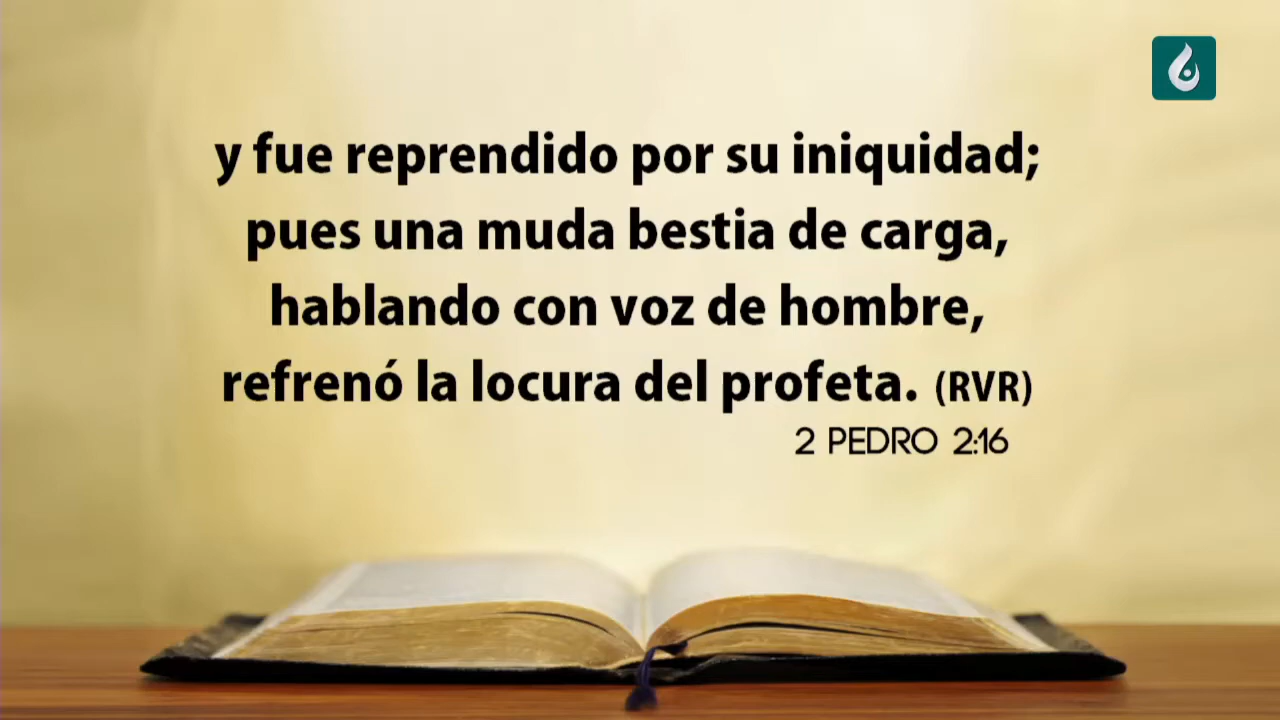 y fue reprendido por su iniquidad;
pues una muda bestia de carga,
hablando con voz de hombre,
refrenó la locura del profeta. (RVR)
2 PEDRO 2:16